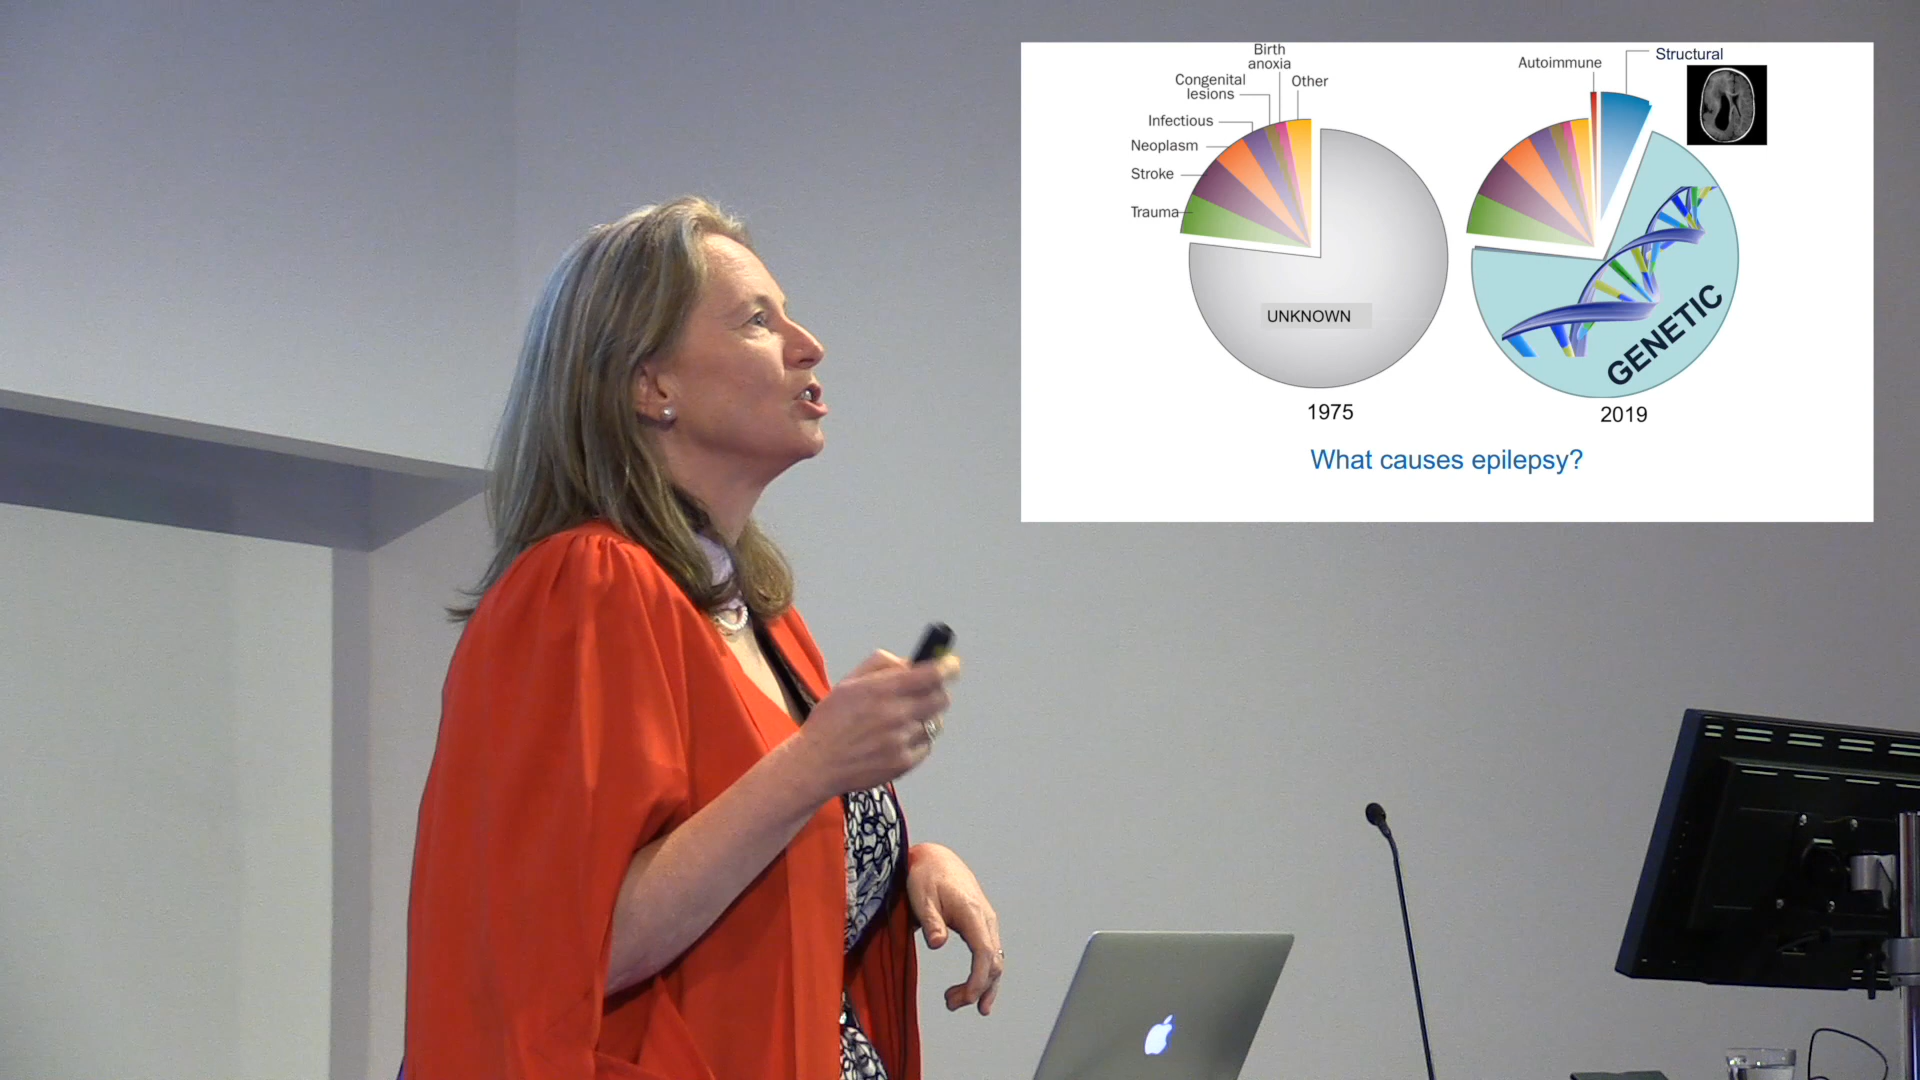 Birth
anoxia
Congenital
lesions
Other
Infectious
Neoplasm
Stroke
Trauma
UNKNOWN
1975
Autoimmune
Structural
GENETIC
2019
What causes epilepsy?